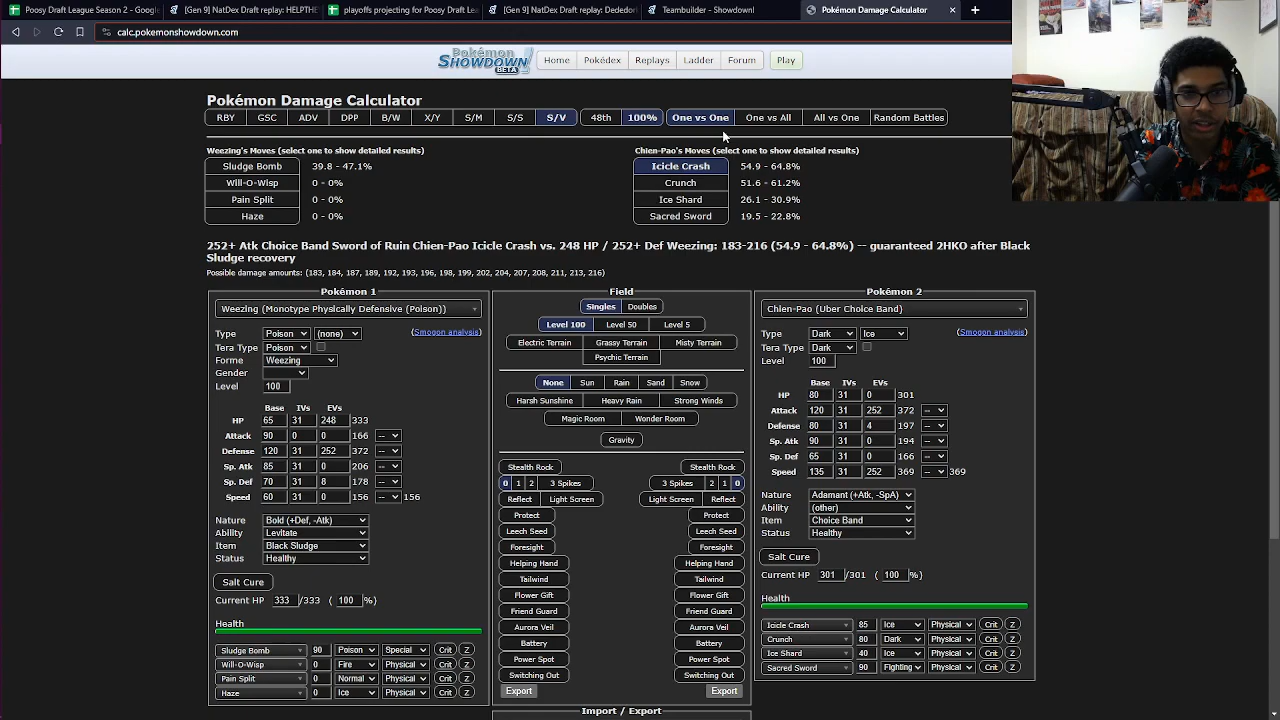 Poosy Draft League Season 2 - Google
[Gen 9] NatDex Draft replay: HELPTHE
playoffs projecting for Poosy Draft Le
[Gen 9] NatDex Draft replay: Dededor
Teambuilder - Showdown!
Pokémon Damage Calculator
calc.pokemonshowdown.com
Pokémon
SHOWDOWN
BETA
Home Pokédex Replays Ladder Forum Play
Pokémon Damage Calculator
RBY GSC ADV DPP B/W X/Y S/M S/S S/V 48th 100% One vs One One vs All All vs One Random Battles
Weezing's Moves (select one to show detailed results)
Sludge Bomb 39.8 - 47.1%
Will-O-Wisp 0 - 0%
Pain Split 0 - 0%
Haze 0 - 0%
Chien-Pao's Moves (select one to show detailed results)
Icicle Crash 54.9 - 64.8%
Crunch 51.6 - 61.2%
Ice Shard 26.1 - 30.9%
Sacred Sword 19.5 - 22.8%
252+ Atk Choice Band Sword of Ruin Chien-Pao Icicle Crash vs. 248 HP / 252+ Def Weezing: 183-216 (54.9 - 64.8%) -- guaranteed 2HKO after Black
Sludge recovery
Possible damage amounts: (183, 184, 187, 189, 192, 193, 196, 198, 199, 202, 204, 207, 208, 211, 213, 216)
Pokémon 1
Weezing (Monotype Physically Defensive (Poison))
Type Poison (none) (Smogon analysis)
Tera Type Poison
Forme Weezing
Gender
Level 100
Base IVs EVs
HP 65 31 248 333
Attack 90 0 0 166 --
Defense 120 31 252 372 --
Sp. Atk 85 31 0 206 --
Sp. Def 70 31 8 178 --
Speed 60 31 0 156 -- 156
Nature Bold (+Def, -Atk)
Ability Levitate
Item Black Sludge
Status Healthy
Salt Cure
Current HP 333 /333 ( 100 %)
Health
Sludge Bomb 90 Poison Special Crit Z
Will-O-Wisp 0 Fire Physical Crit Z
Pain Split 0 Normal Physical Crit Z
Haze 0 Ice Physical Crit Z
Field
Singles Doubles
Level 100 Level 50 Level 5
Electric Terrain Grassy Terrain Misty Terrain
Psychic Terrain
None Sun Rain Sand Snow
Harsh Sunshine Heavy Rain Strong Winds
Magic Room Wonder Room
Gravity
Stealth Rock Stealth Rock
0 1 2 3 Spikes 3 Spikes 2 1 0
Reflect Light Screen Light Screen Reflect
Protect Protect
Leech Seed Leech Seed
Foresight Foresight
Helping Hand Helping Hand
Tailwind Tailwind
Flower Gift Flower Gift
Friend Guard Friend Guard
Aurora Veil Aurora Veil
Battery Battery
Power Spot Power Spot
Switching Out Switching Out
Export Export
Pokémon 2
Chien-Pao (Uber Choice Band)
Type Dark Ice (Smogon analysis)
Tera Type Dark
Level 100
Base IVs EVs
HP 80 31 0 301
Attack 120 31 252 372 --
Defense 80 31 4 197 --
Sp. Atk 90 31 0 194 --
Sp. Def 65 31 0 166 --
Speed 135 31 252 369 -- 369
Nature Adamant (+Atk, -SpA)
Ability (other)
Item Choice Band
Status Healthy
Salt Cure
Current HP 301 /301 ( 100 %)
Health
Icicle Crash 85 Ice Physical Crit Z
Crunch 80 Dark Physical Crit Z
Ice Shard 40 Ice Physical Crit Z
Sacred Sword 90 Fighting Physical Crit Z
Import / Export